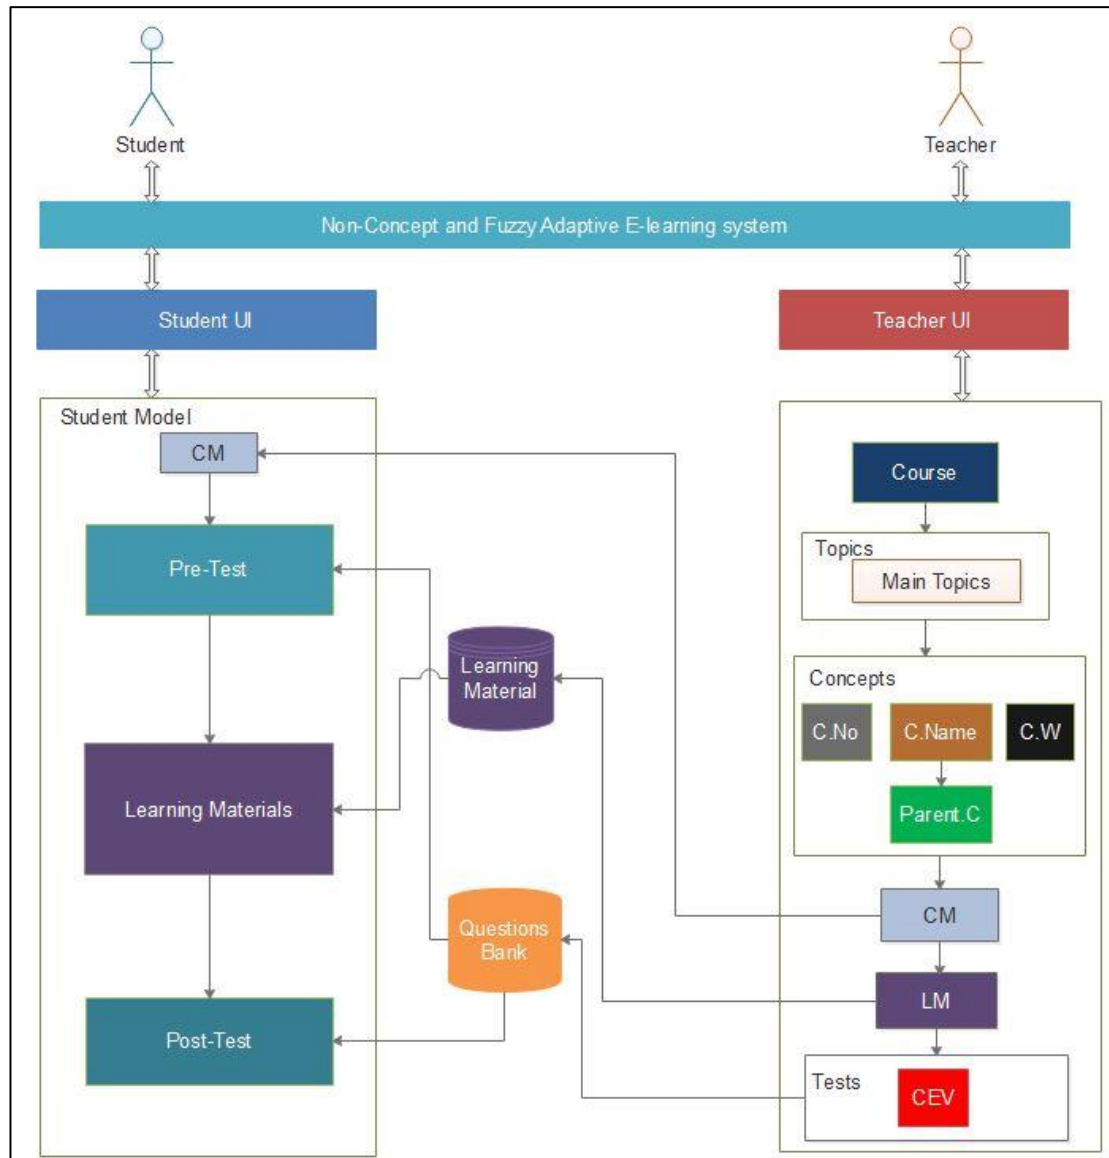 Student
Teacher
Non-Concept and Fuzzy Adaptive E-learning system
Student UI
Teacher UI
Student Model
CM
Pre-Test
Learning Materials
Post-Test
Learning
Material
Questions
Bank
Course
Topics
Main Topics
Concepts
C.No
C.Name
C.W
Parent.C
CM
LM
Tests
CEV